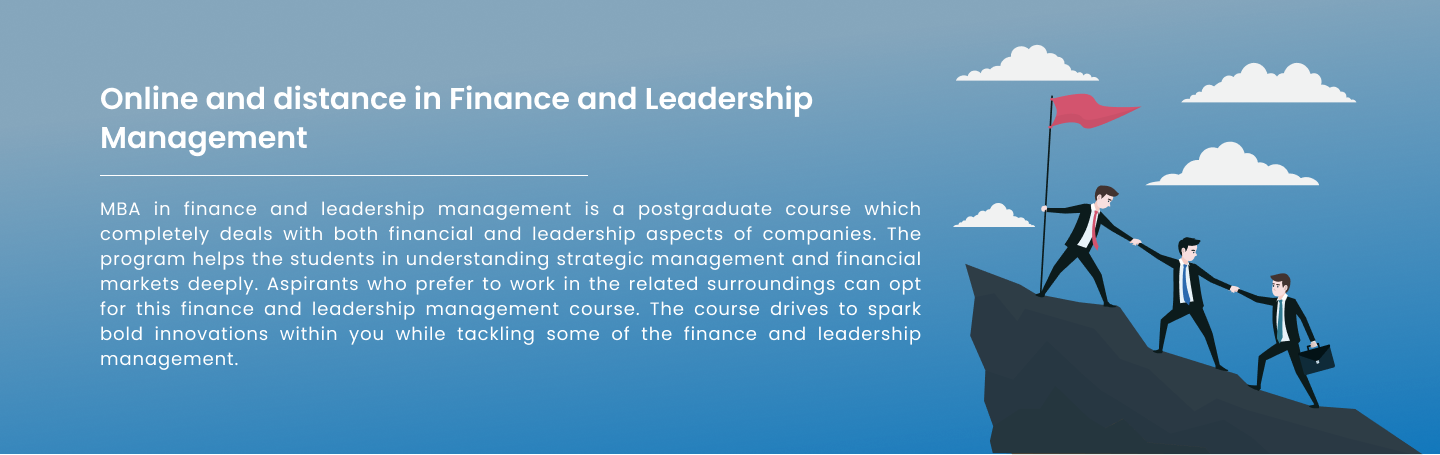 Online and distance in Finance and Leadership
Management
MBA in finance and leadership management is a postgraduate course which
completely deals with both financial and leadership aspects of companies. The
program helps the students in understanding strategic management and financial
markets deeply. Aspirants who prefer to work in the related surroundings can opt
for this finance and leadership management course. The course drives to spark
bold innovations within you while tackling some of the finance and leadership
management.